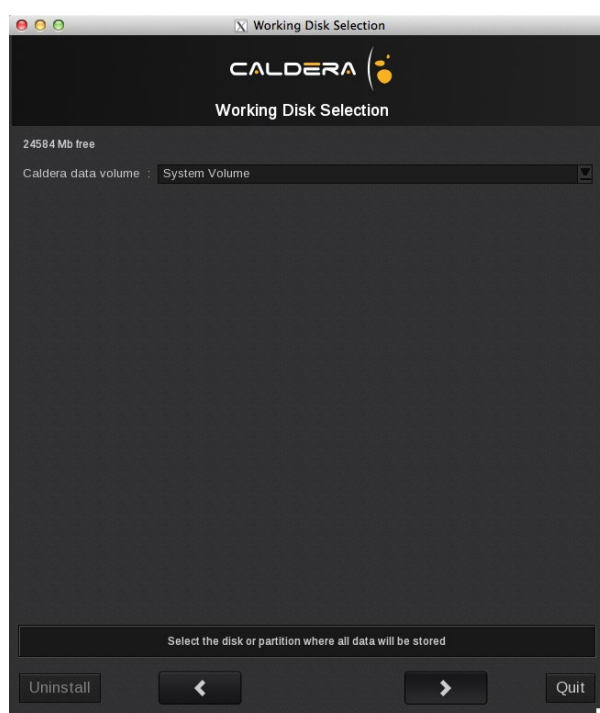 Working Disk Selection
CALDERA
Working Disk Selection
24584 Mb free
Caldera data volume : System Volume
Select the disk or partition where all data will be stored
Uninstall Quit